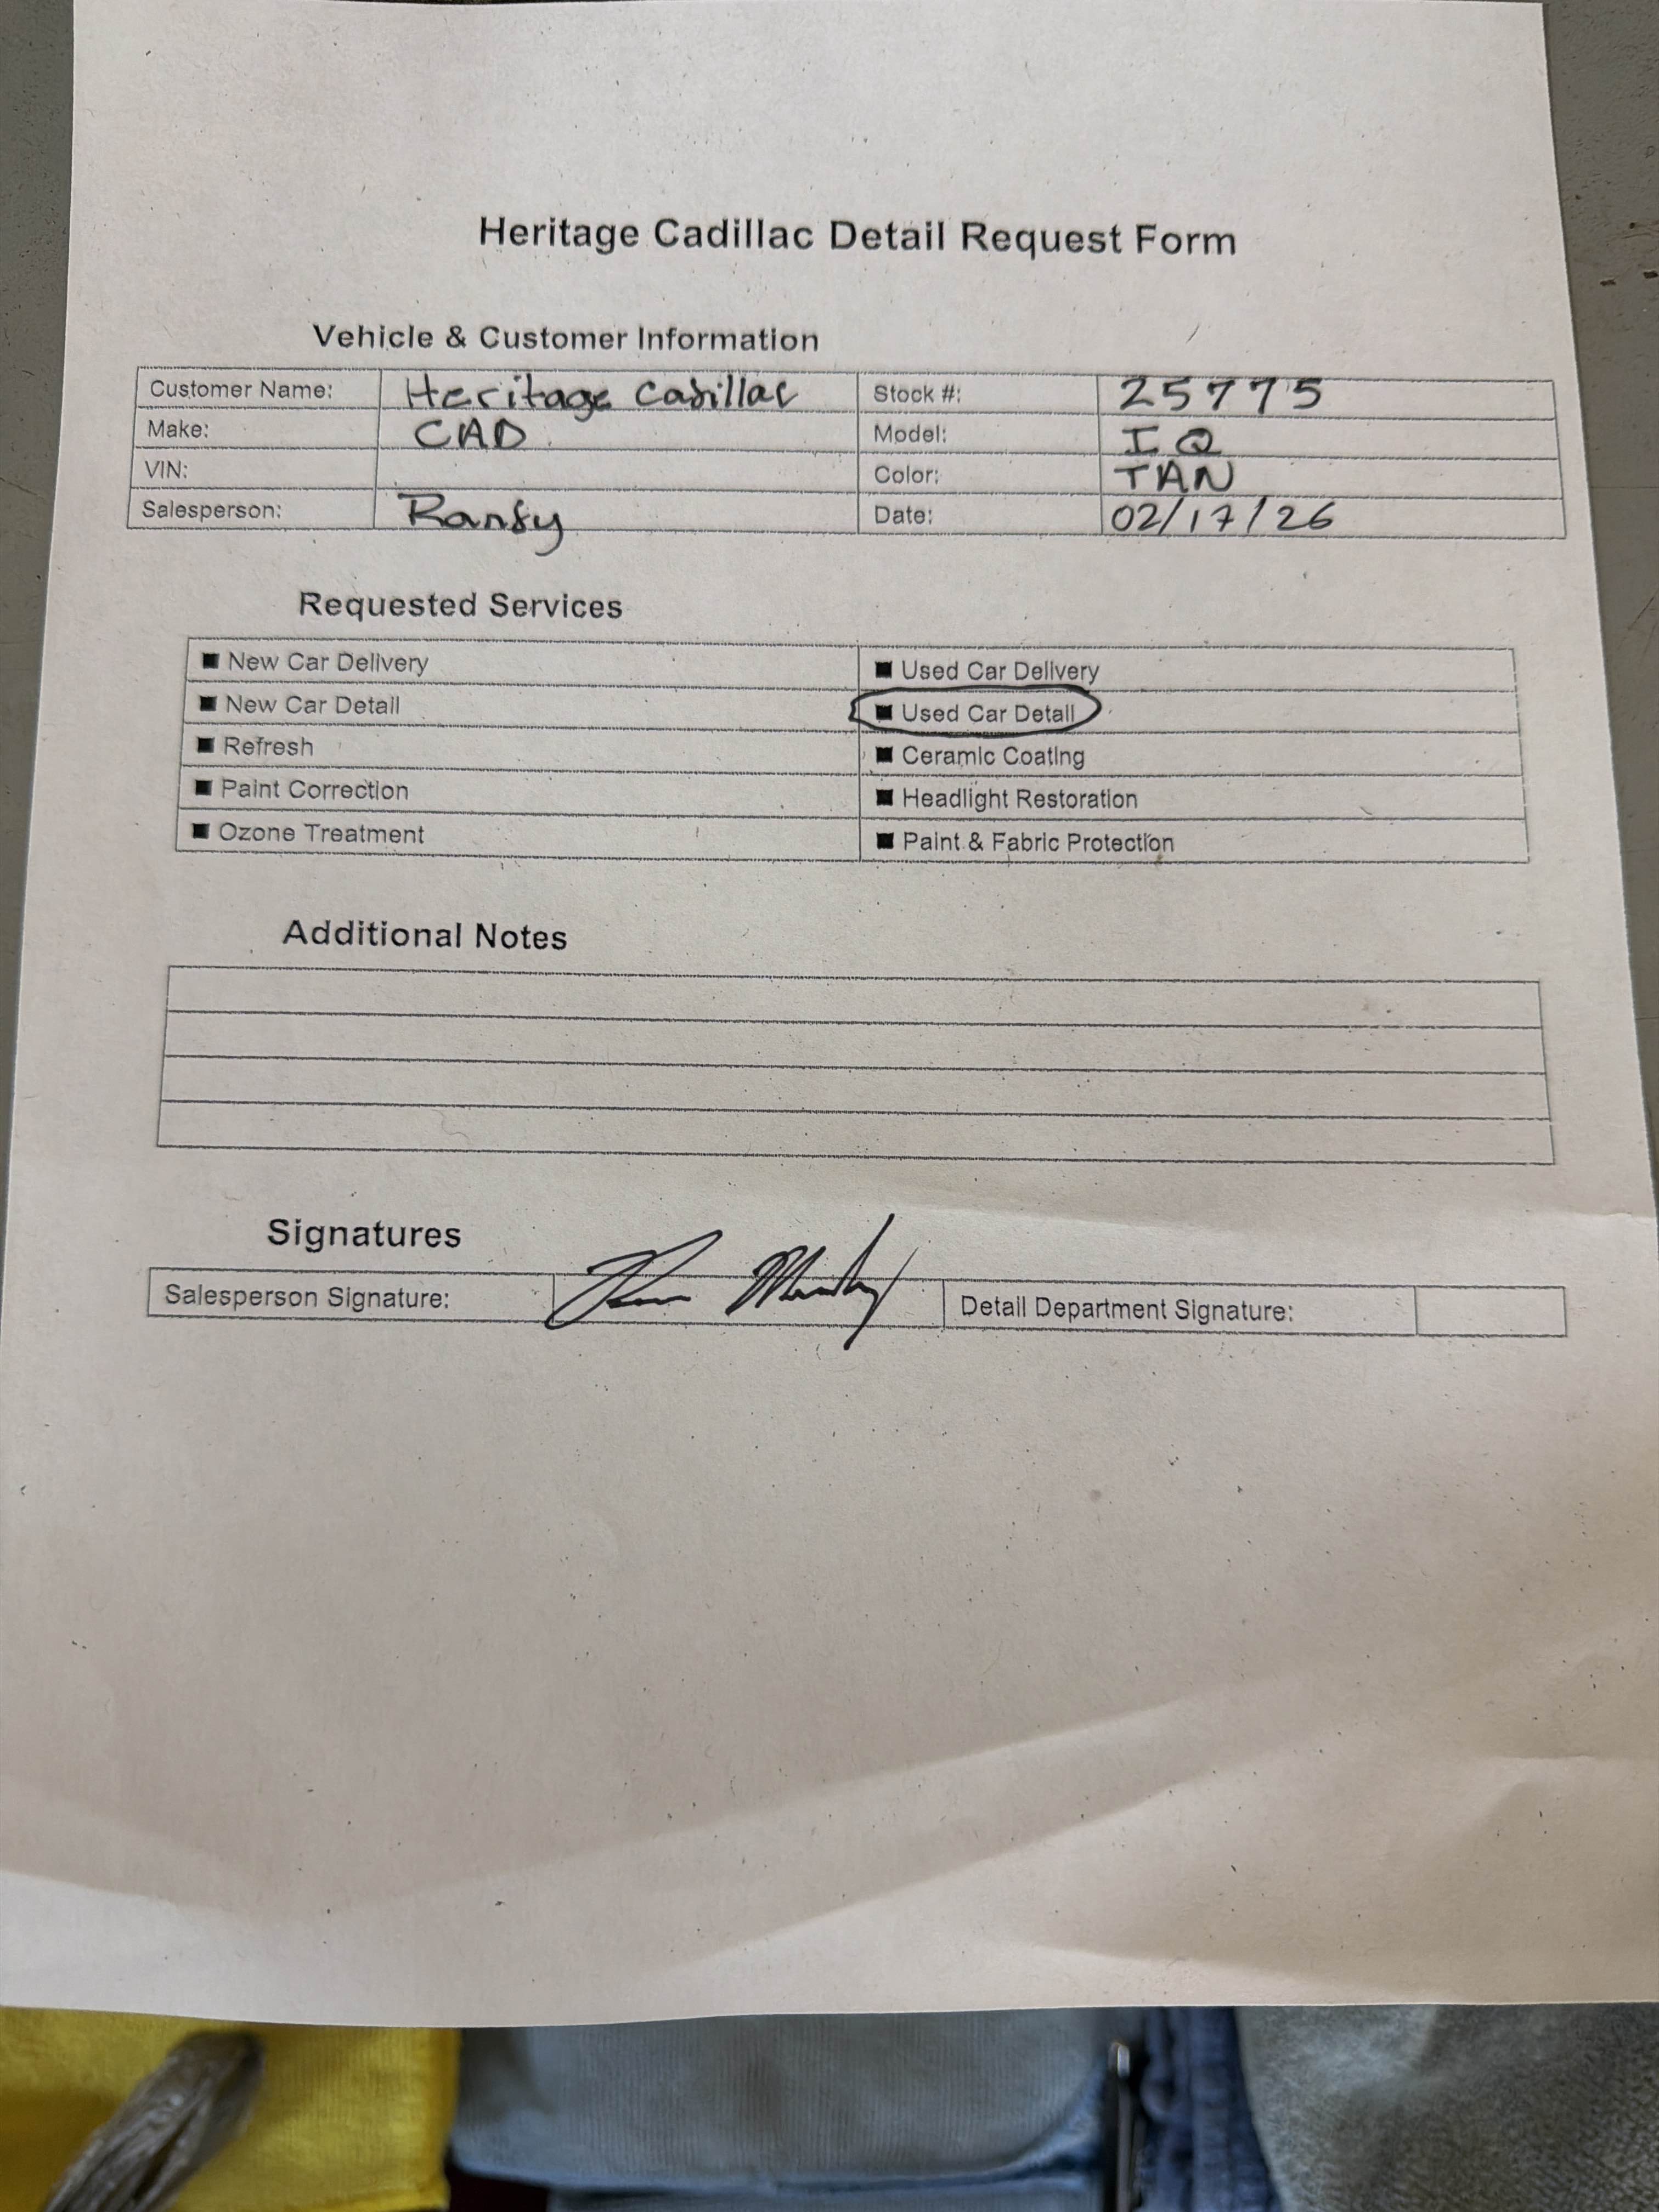 Heritage Cadillac Detail Request Form
Vehicle & Customer Information
Customer Name: Heritage Cadillac Stock #: 25775
Make: CAD Model: IQ
VIN: Color: TAN
Salesperson: Randy Date: 02/17/26
Requested Services
■ New Car Delivery ■ Used Car Delivery
■ New Car Detail ■ Used Car Detail
■ Refresh ■ Ceramic Coating
■ Paint Correction ■ Headlight Restoration
■ Ozone Treatment ■ Paint & Fabric Protection
Additional Notes
Signatures
Salesperson Signature: Detail Department Signature: